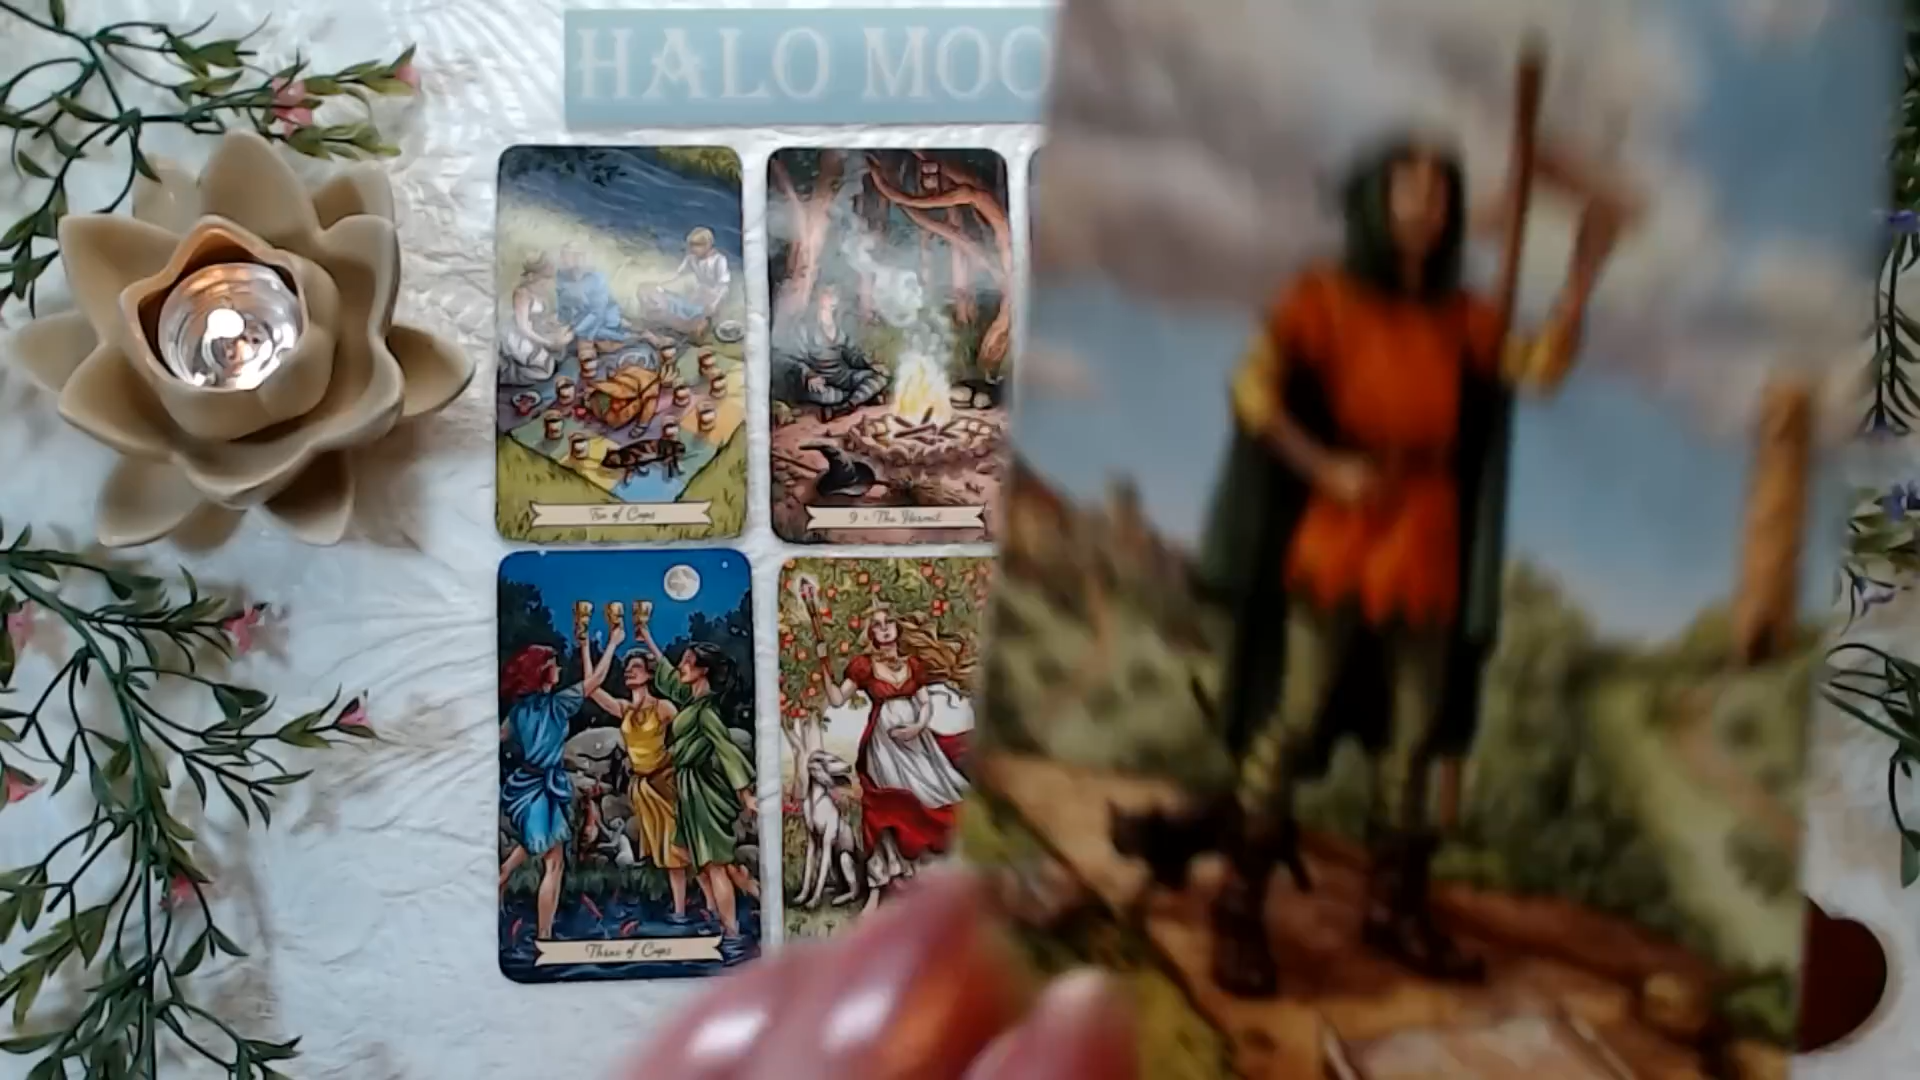 HALO MOO
Ten of Cups
9 - The Hermit
Three of Cups